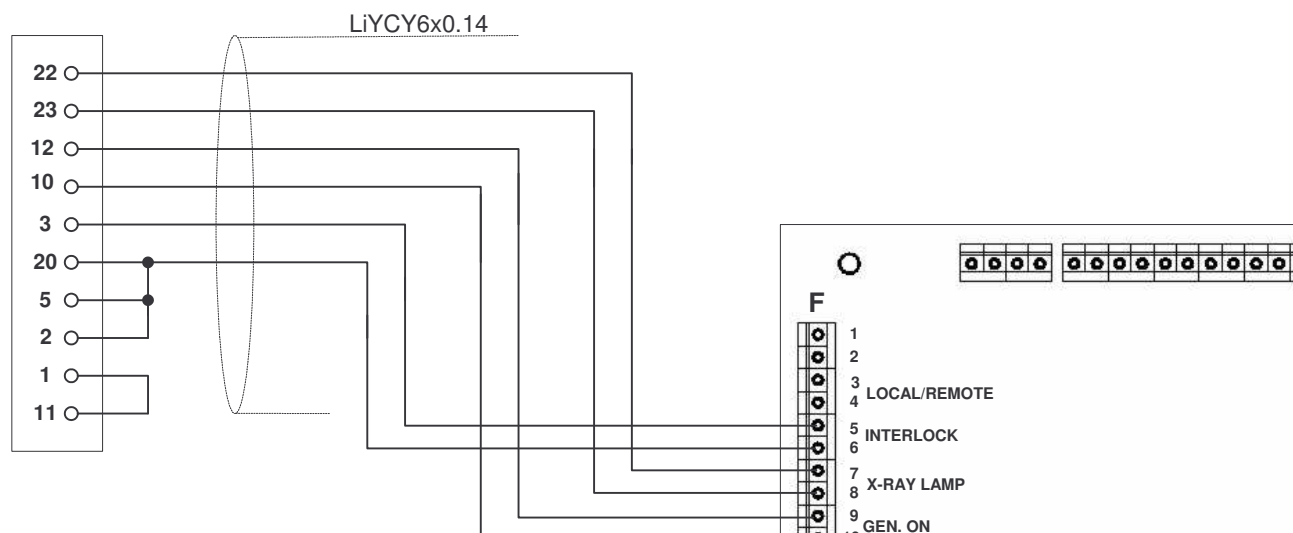 LiYCY6x0.14
22
23
12
10
3
20
5
2
1
11
F
1
2
3
4 LOCAL/REMOTE
5
6 INTERLOCK
7
8 X-RAY LAMP
9 GEN. ON